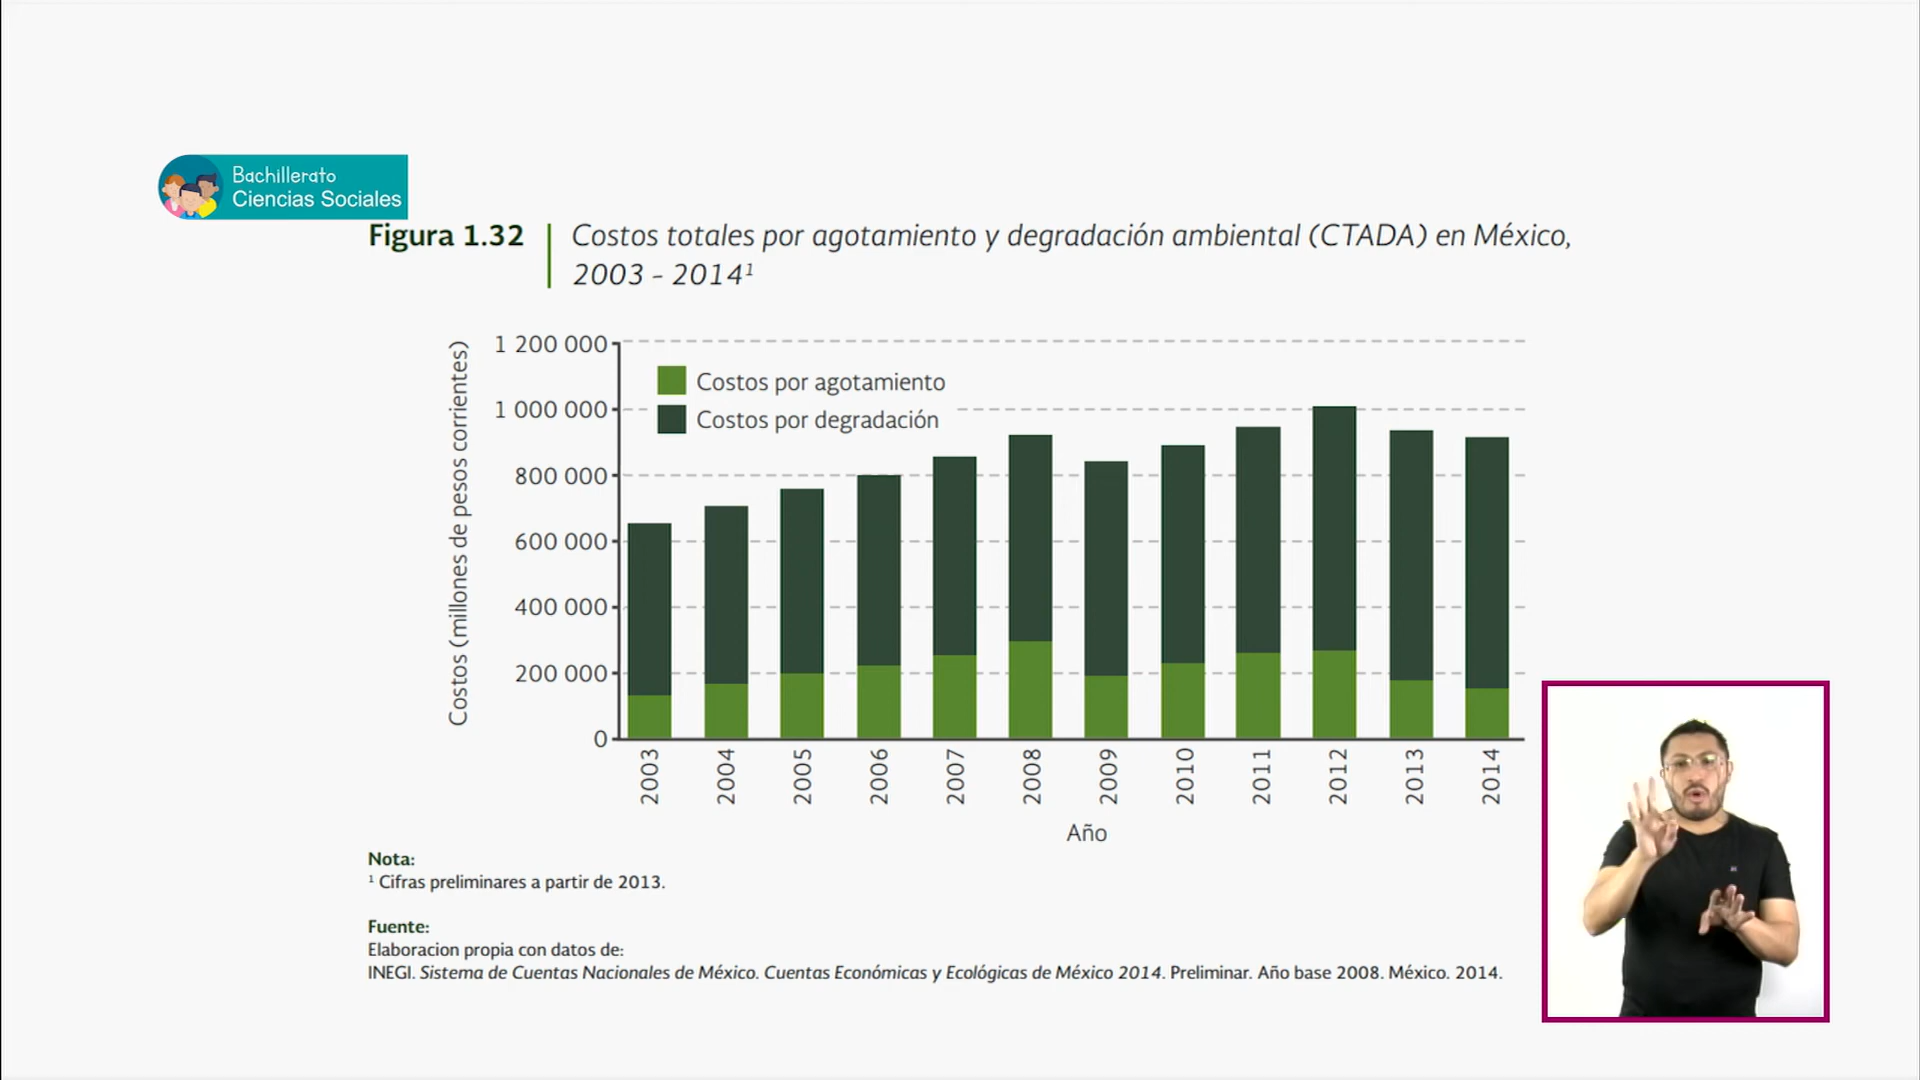 Bachillerato
Ciencias Sociales
Figura 1.32
Costos totales por agotamiento y degradación ambiental (CTADA) en México,
2003 - 2014¹
Costos (millones de pesos corrientes)
1 200 000
1 000 000
800 000
600 000
400 000
200 000
0
Costos por agotamiento
Costos por degradación
2003
2004
2005
2006
2007
2008
2009
2010
2011
2012
2013
2014
Año
Nota:
¹ Cifras preliminares a partir de 2013.
Fuente:
Elaboracion propia con datos de:
INEGI. Sistema de Cuentas Nacionales de México. Cuentas Económicas y Ecológicas de México 2014. Preliminar. Año base 2008. México. 2014.